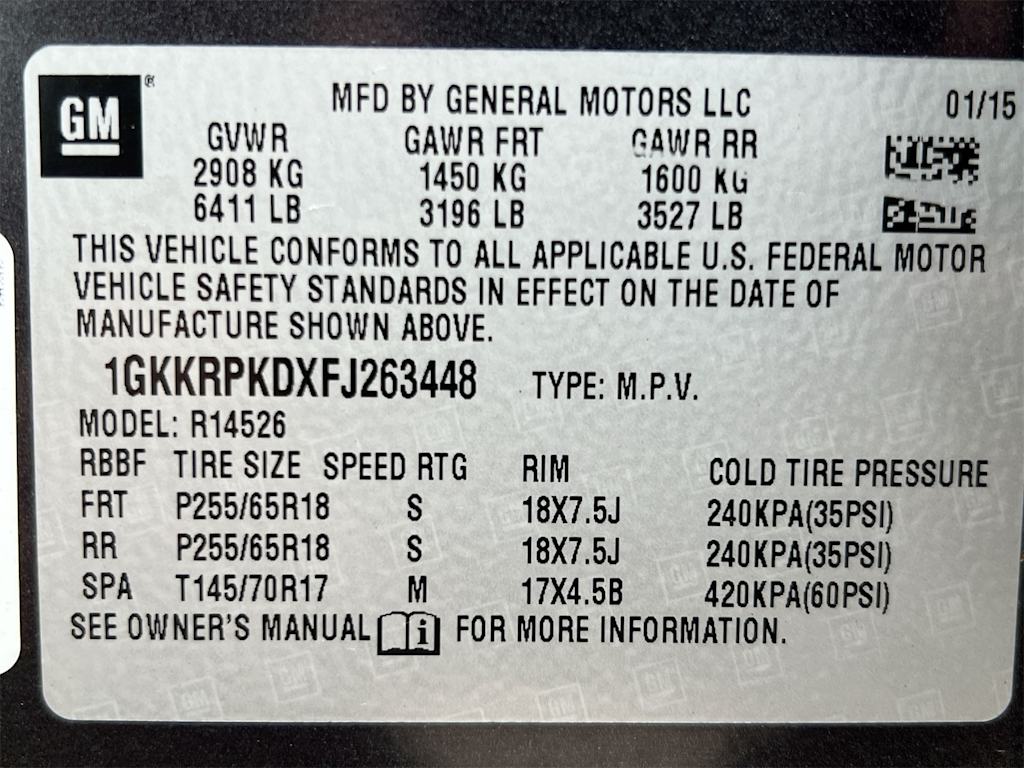 GM ®
MFD BY GENERAL MOTORS LLC 01/15
GVWR GAWR FRT GAWR RR
2908 KG 1450 KG 1600 KG
6411 LB 3196 LB 3527 LB
THIS VEHICLE CONFORMS TO ALL APPLICABLE U.S. FEDERAL MOTOR
VEHICLE SAFETY STANDARDS IN EFFECT ON THE DATE OF
MANUFACTURE SHOWN ABOVE.
1GKKRPKDXFJ263448 TYPE: M.P.V.
MODEL: R14526
RBBF TIRE SIZE SPEED RTG RIM COLD TIRE PRESSURE
FRT P255/65R18 S 18X7.5J 240KPA(35PSI)
RR P255/65R18 S 18X7.5J 240KPA(35PSI)
SPA T145/70R17 M 17X4.5B 420KPA(60PSI)
SEE OWNER'S MANUAL i FOR MORE INFORMATION.